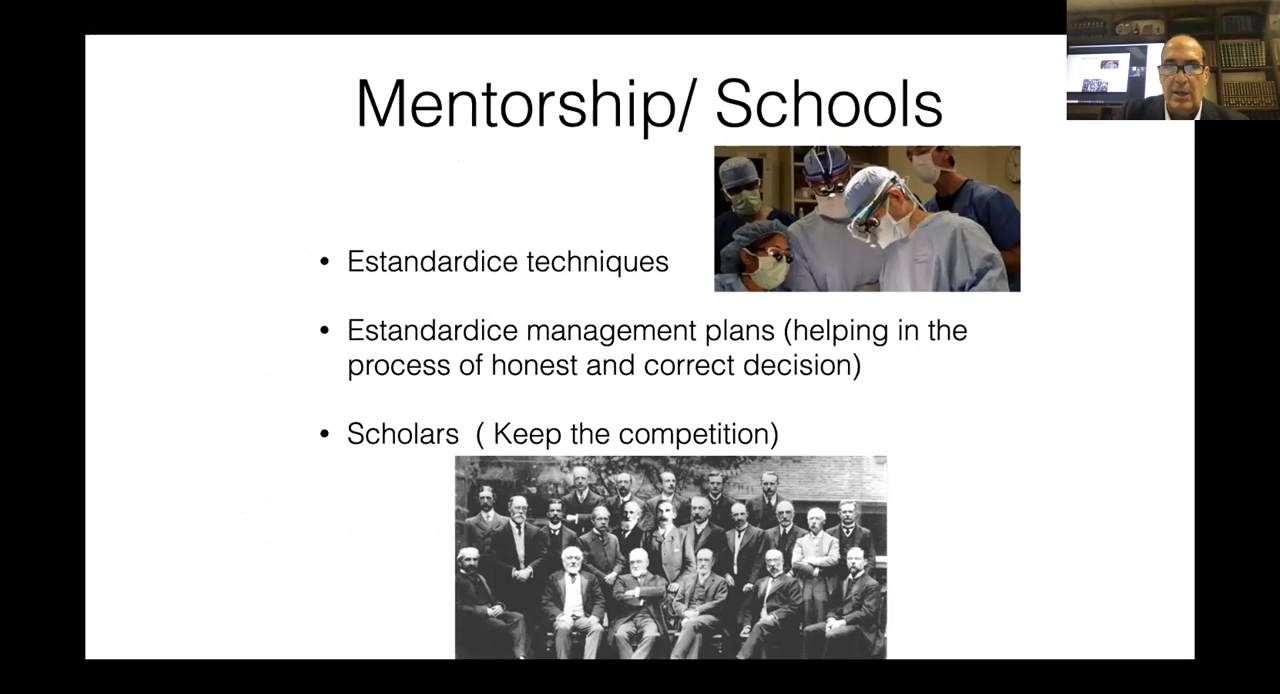 Mentorship/ Schools
• Estandardice techniques
• Estandardice management plans (helping in the
process of honest and correct decision)
• Scholars ( Keep the competition)